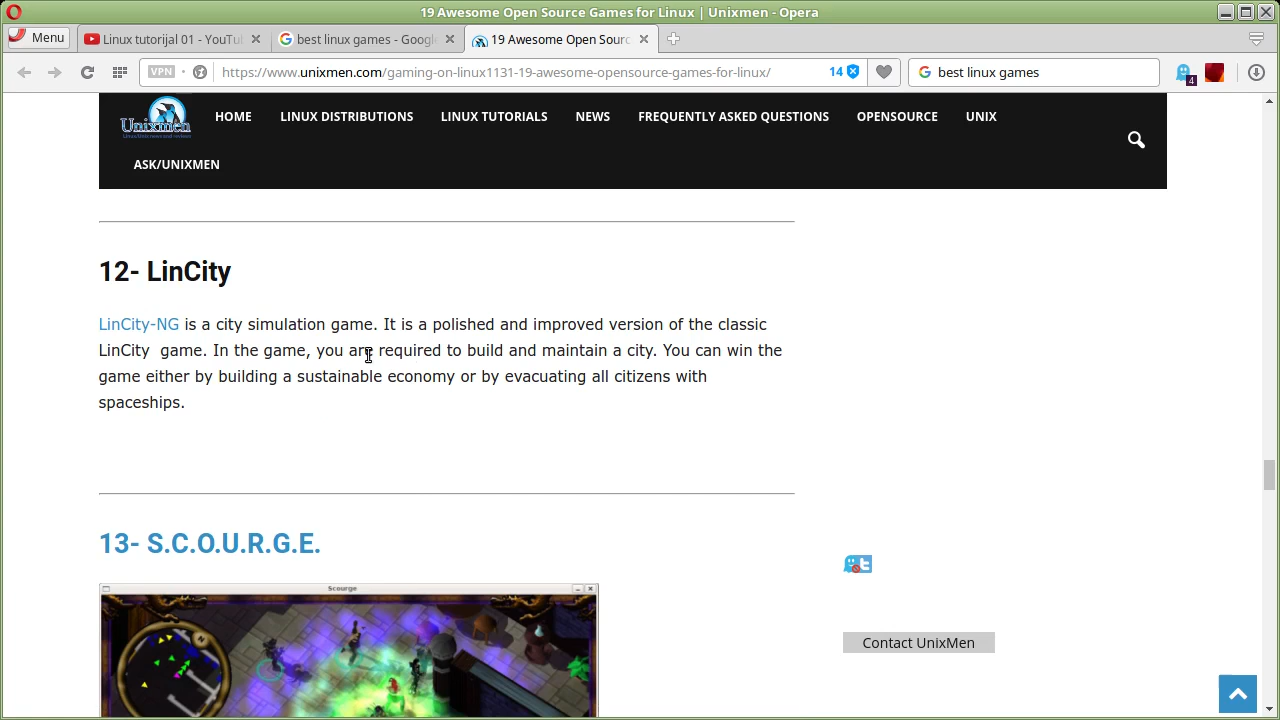 19 Awesome Open Source Games for Linux | Unixmen - Opera
Menu
Linux tutorijal 01 - YouTu
best linux games - Google
19 Awesome Open Sourc
VPN
https://www.unixmen.com/gaming-on-linux1131-19-awesome-opensource-games-for-linux/
14
best linux games
4
Unixmen
HOME
LINUX DISTRIBUTIONS
LINUX TUTORIALS
NEWS
FREQUENTLY ASKED QUESTIONS
OPENSOURCE
UNIX
ASK/UNIXMEN
12- LinCity
LinCity-NG is a city simulation game. It is a polished and improved version of the classic
LinCity game. In the game, you are required to build and maintain a city. You can win the
game either by building a sustainable economy or by evacuating all citizens with
spaceships.
13- S.C.O.U.R.G.E.
Scourge
N
Contact UnixMen